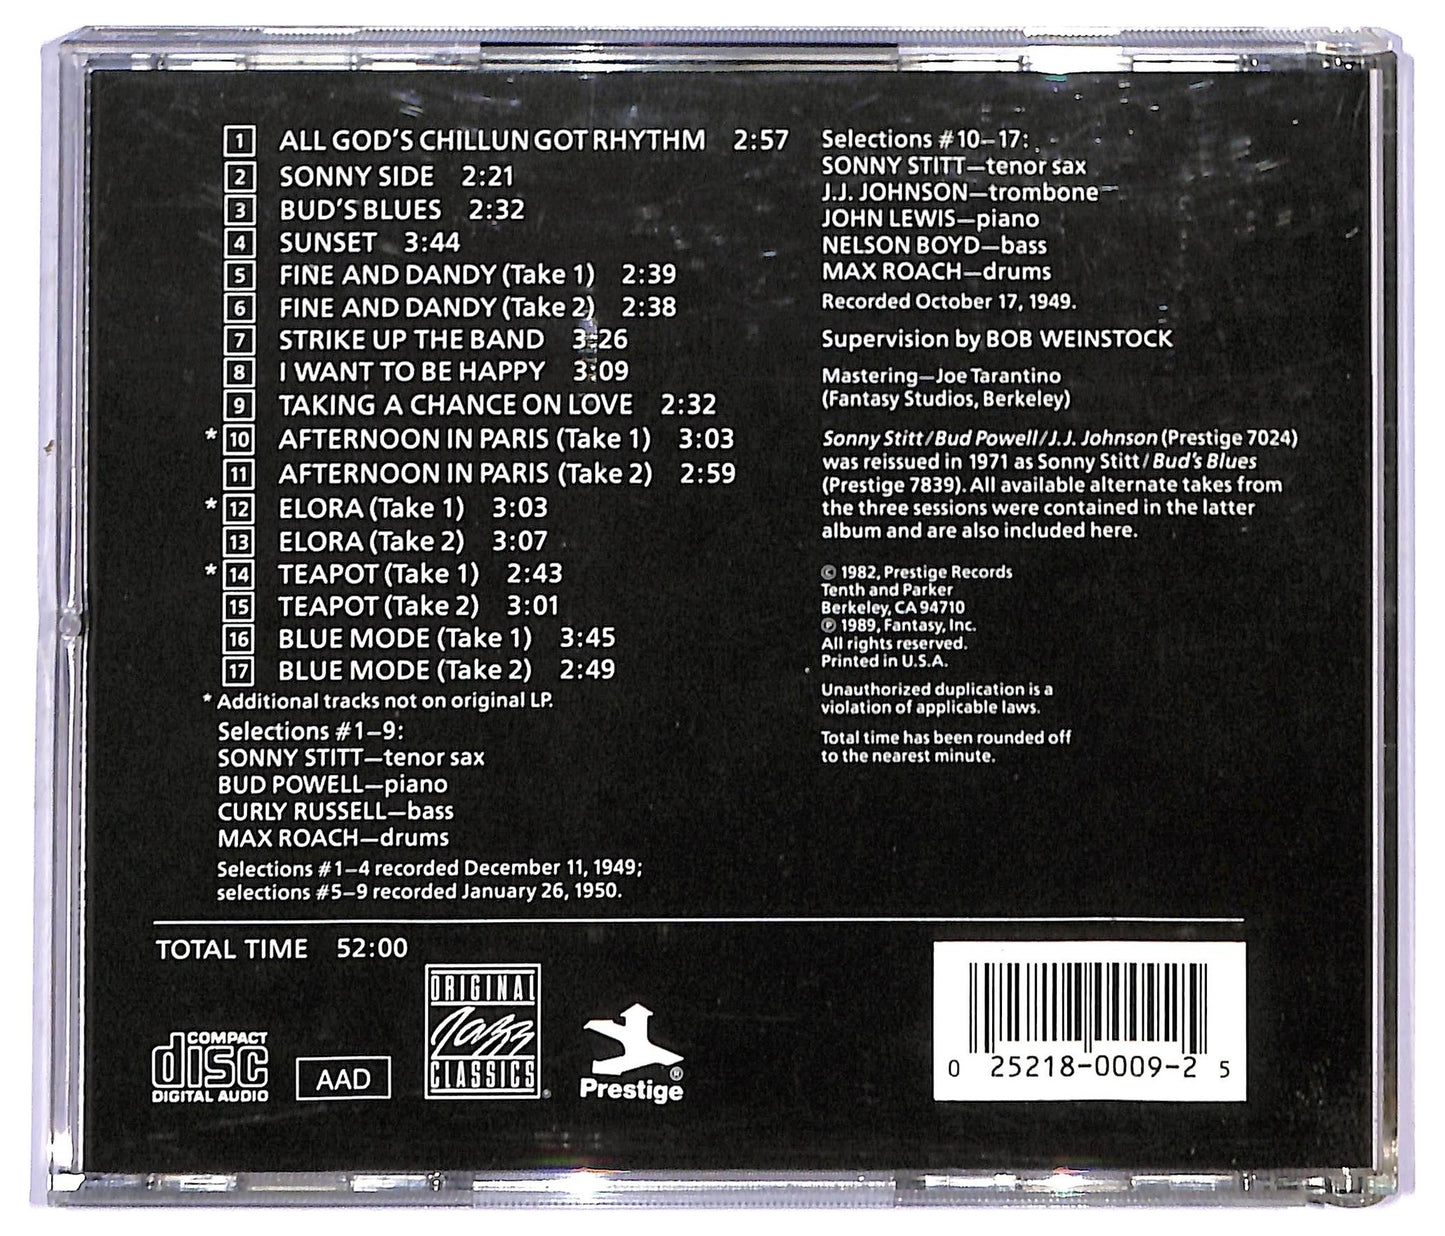 1 ALL GOD'S CHILLUN GOT RHYTHM 2:57
2 SONNY SIDE 2:21
3 BUD'S BLUES 2:32
4 SUNSET 3:44
5 FINE AND DANDY (Take 1) 2:39
6 FINE AND DANDY (Take 2) 2:38
7 STRIKE UP THE BAND 3:26
8 I WANT TO BE HAPPY 3:09
9 TAKING A CHANCE ON LOVE 2:32
* 10 AFTERNOON IN PARIS (Take 1) 3:03
11 AFTERNOON IN PARIS (Take 2) 2:59
* 12 ELORA (Take 1) 3:03
13 ELORA (Take 2) 3:07
* 14 TEAPOT (Take 1) 2:43
15 TEAPOT (Take 2) 3:01
16 BLUE MODE (Take 1) 3:45
17 BLUE MODE (Take 2) 2:49
* Additional tracks not on original LP.
Selections #1–9:
SONNY STITT—tenor sax
BUD POWELL—piano
CURLY RUSSELL—bass
MAX ROACH—drums
Selections #1–4 recorded December 11, 1949;
selections #5–9 recorded January 26, 1950.
Selections #10–17:
SONNY STITT—tenor sax
J.J. JOHNSON—trombone
JOHN LEWIS—piano
NELSON BOYD—bass
MAX ROACH—drums
Recorded October 17, 1949.
Supervision by BOB WEINSTOCK
Mastering—Joe Tarantino
(Fantasy Studios, Berkeley)
Sonny Stitt/Bud Powell/J.J. Johnson (Prestige 7024)
was reissued in 1971 as Sonny Stitt/Bud's Blues
(Prestige 7839). All available alternate takes from
the three sessions were contained in the latter
album and are also included here.
© 1982, Prestige Records
Tenth and Parker
Berkeley, CA 94710
℗ 1989, Fantasy, Inc.
All rights reserved.
Printed in U.S.A.
Unauthorized duplication is a
violation of applicable laws.
Total time has been rounded off
to the nearest minute.
TOTAL TIME 52:00
COMPACT
disc
DIGITAL AUDIO
AAD
ORIGINAL
Jazz
CLASSICS®
Prestige®
0 25218-0009-2 5